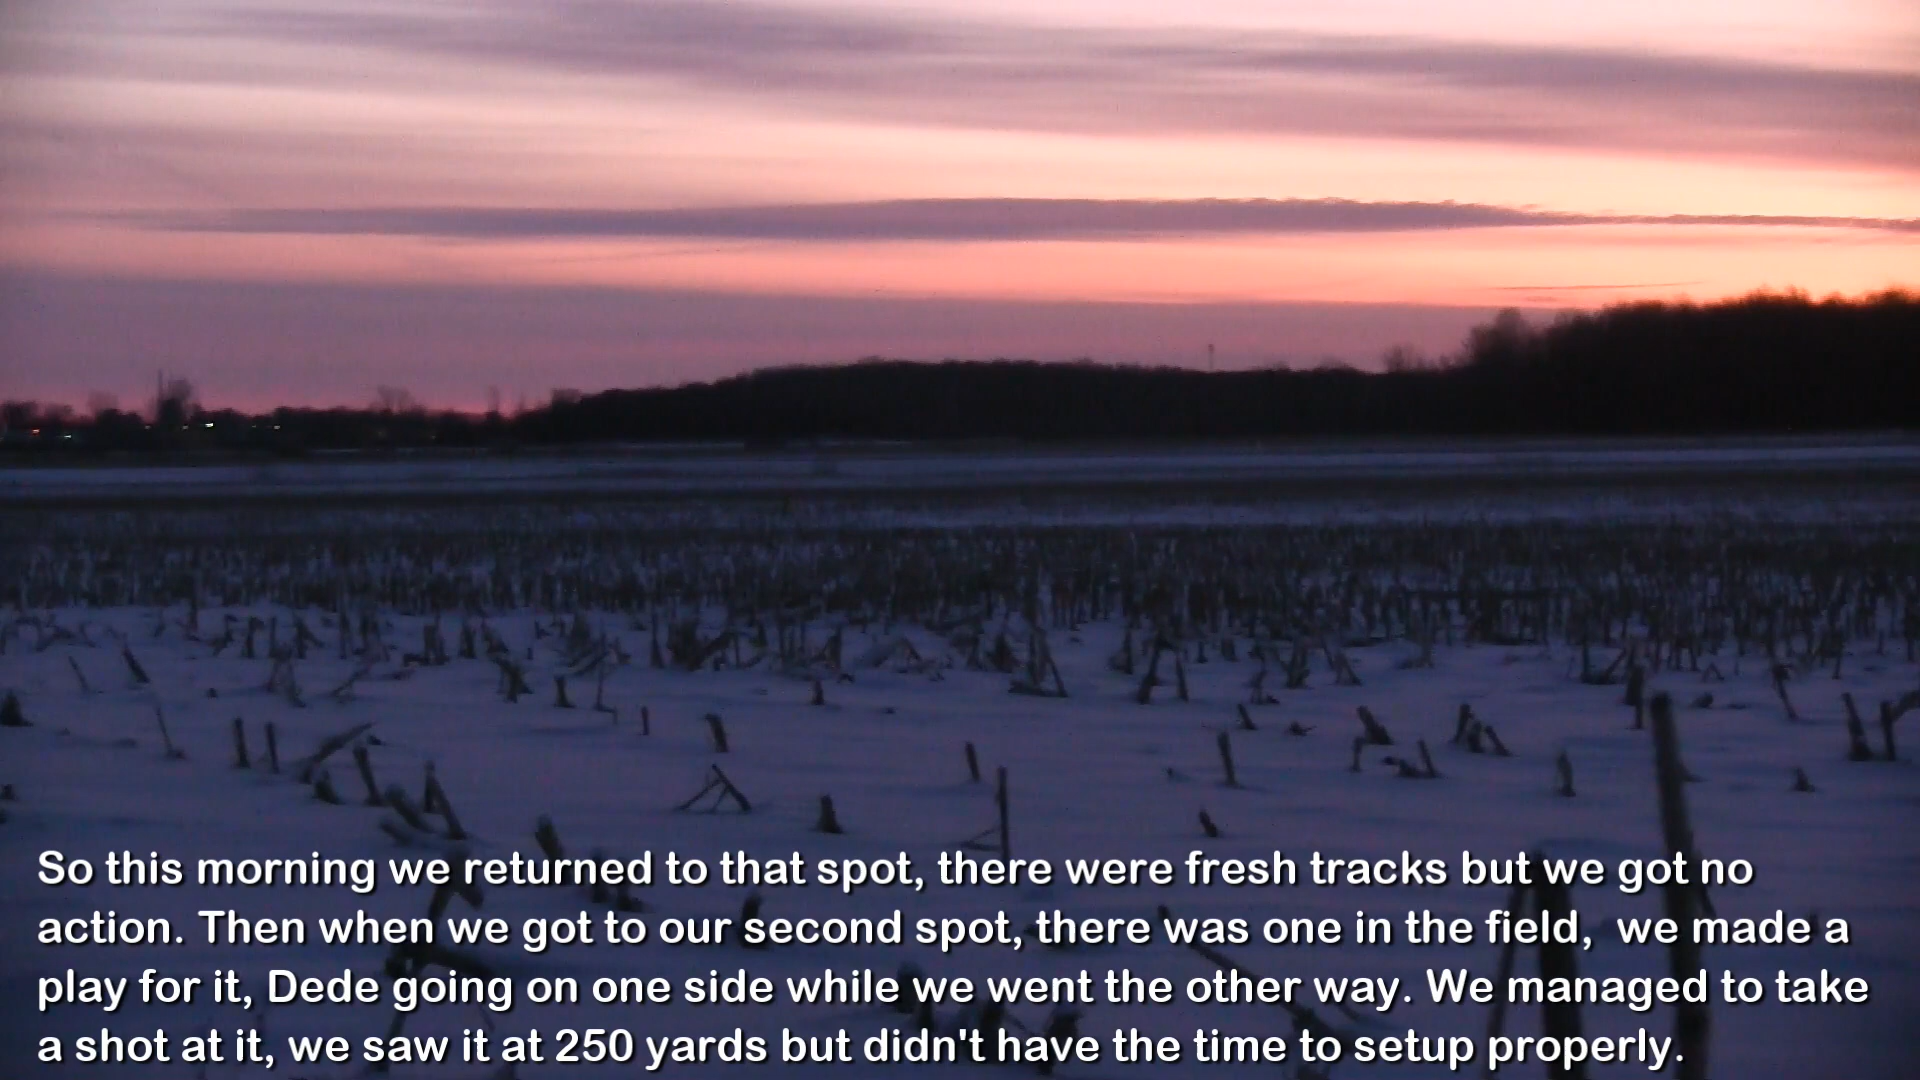 So this morning we returned to that spot, there were fresh tracks but we got no
action. Then when we got to our second spot, there was one in the field,  we made a
play for it, Dede going on one side while we went the other way. We managed to take
a shot at it, we saw it at 250 yards but didn't have the time to setup properly.